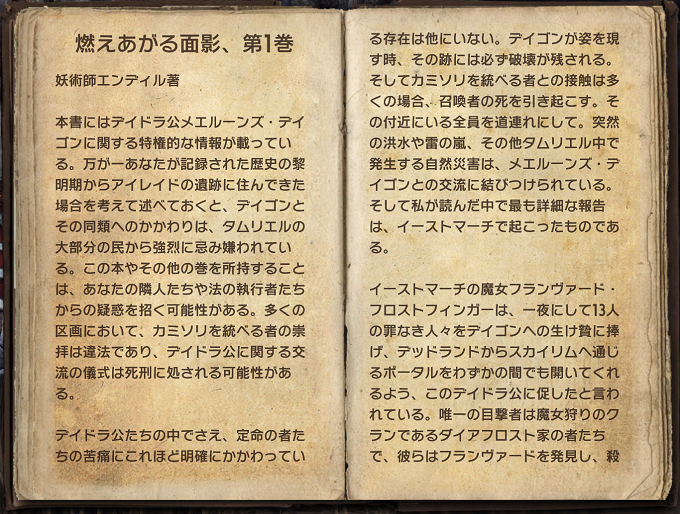 燃えあがる面影、第1巻
妖術師エンディル著
本書にはデイドラ公メエルーンズ・デイ
ゴンに関する特権的な情報が載ってい
る。万が一あなたが記録された歴史の黎
明期からアイレイドの遺跡に住んできた
場合を考えて述べておくと、デイゴンと
その同類へのかかわりは、タムリエルの
大部分の民から強烈に忌み嫌われてい
る。この本やその他の巻を所持すること
は、あなたの隣人たちや法の執行者たち
からの疑惑を招く可能性がある。多くの
区画において、カミソリを統べる者の崇
拝は違法であり、デイドラ公に関する交
流の儀式は死刑に処される可能性があ
る。
デイドラ公たちの中でさえ、定命の者た
ちの苦痛にこれほど明確にかかわってい
る存在は他にいない。デイゴンが姿を現
す時、その跡には必ず破壊が残される。
そしてカミソリを統べる者との接触は多
くの場合、召喚者の死を引き起こす。そ
の付近にいる全員を道連れにして。突然
の洪水や雷の嵐、その他タムリエル中で
発生する自然災害は、メエルーンズ・デ
イゴンとの交流に結びつけられている。
そして私が読んだ中で最も詳細な報告
は、イーストマーチで起こったものであ
る。
イーストマーチの魔女フランヴァード・
フロストフィンガーは、一夜にして13人
の罪なき人々をデイゴンへの生け贄に捧
げ、デッドランドからスカイリムへ通じ
るポータルをわずかの間でも開いてくれ
るよう、このデイドラ公に促したと言わ
れている。唯一の目撃者は魔女狩りのク
ランであるダイアフロスト家の者たち
で、彼らはフランヴァードを発見し、殺